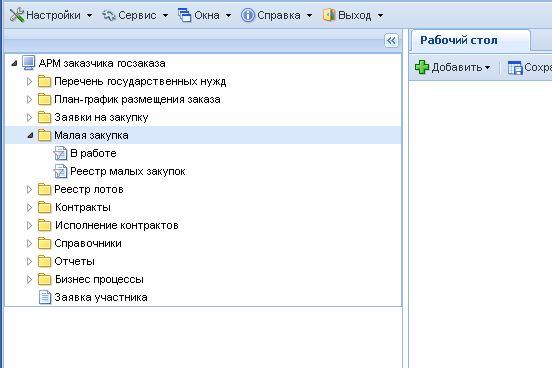 Настройки Сервис Окна Справка Выход
Рабочий стол
АРМ заказчика госзаказа
Добавить
Перечень государственных нужд
План-график размещения заказа
Заявки на закупку
Малая закупка
В работе
Реестр малых закупок
Реестр лотов
Контракты
Исполнение контрактов
Справочники
Отчеты
Бизнес процессы
Заявка участника